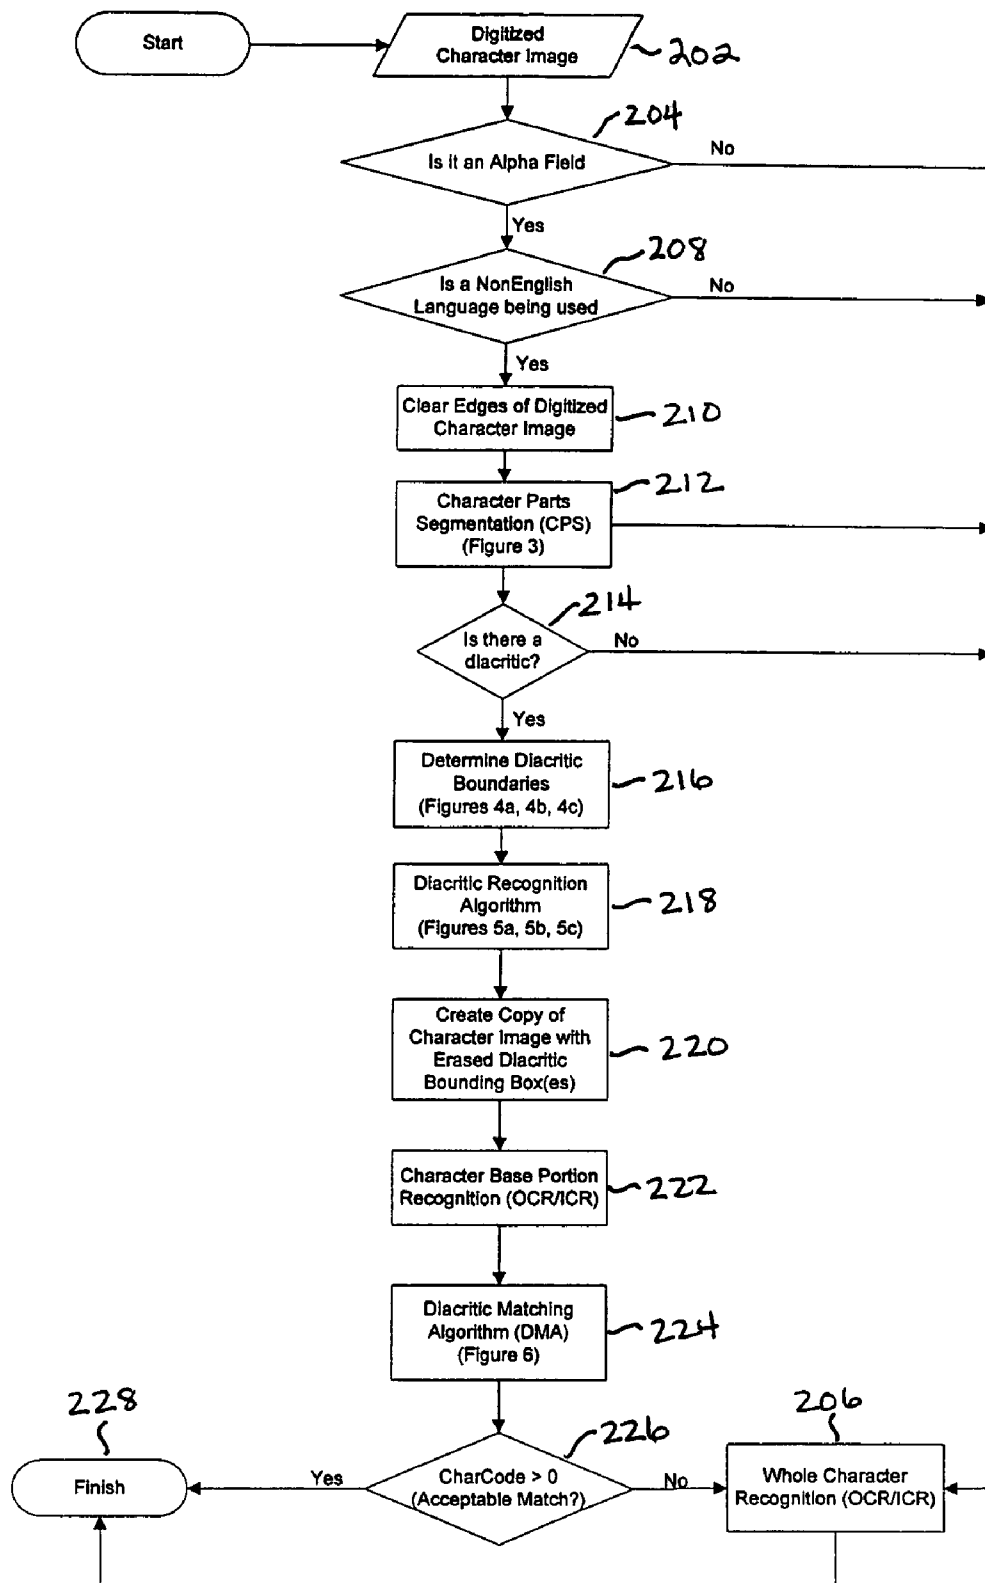 Start
Digitized
Character Image
202
204
Is it an Alpha Field
No
Yes
208
Is a NonEnglish
Language being used
No
Yes
Clear Edges of Digitized
Character Image
210
212
Character Parts
Segmentation (CPS)
(Figure 3)
214
Is there a
diacritic?
No
Yes
Determine Diacritic
Boundaries
(Figures 4a, 4b, 4c)
216
Diacritic Recognition
Algorithm
(Figures 5a, 5b, 5c)
218
Create Copy of
Character Image with
Erased Diacritic
Bounding Box(es)
220
Character Base Portion
Recognition (OCR/ICR)
222
Diacritic Matching
Algorithm (DMA)
(Figure 6)
224
228
226
206
Finish
Yes
CharCode > 0
(Acceptable Match?)
No
Whole Character
Recognition (OCR/ICR)